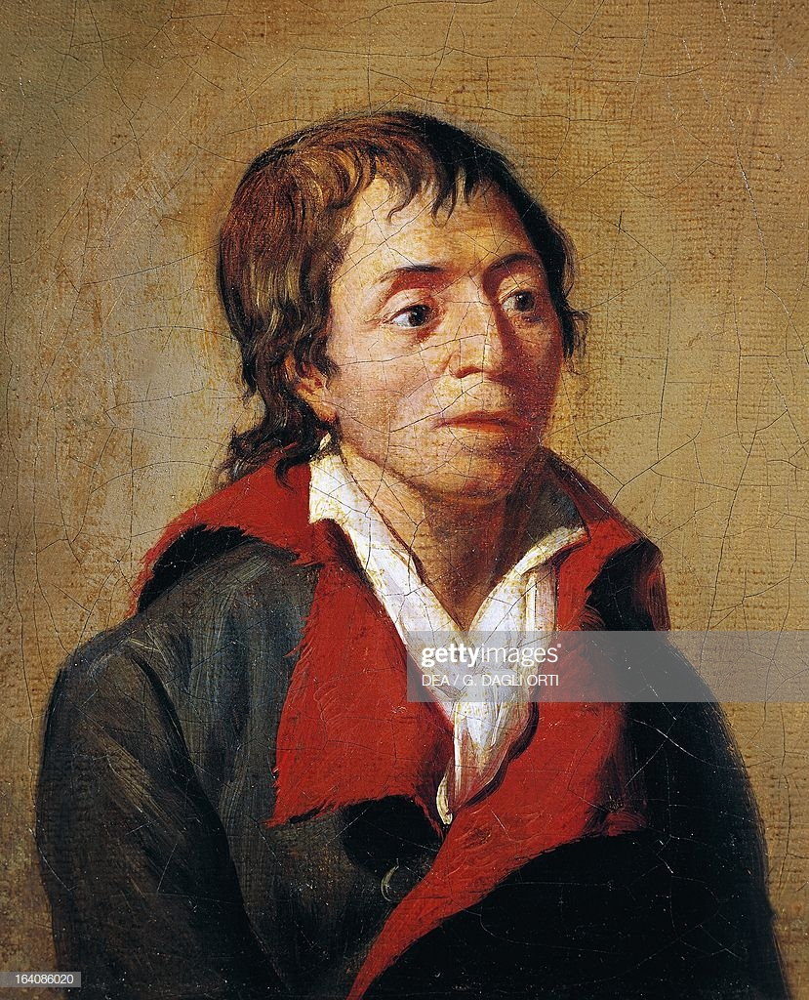 gettyimages®
DEA / G. DAGLI ORTI
164086020